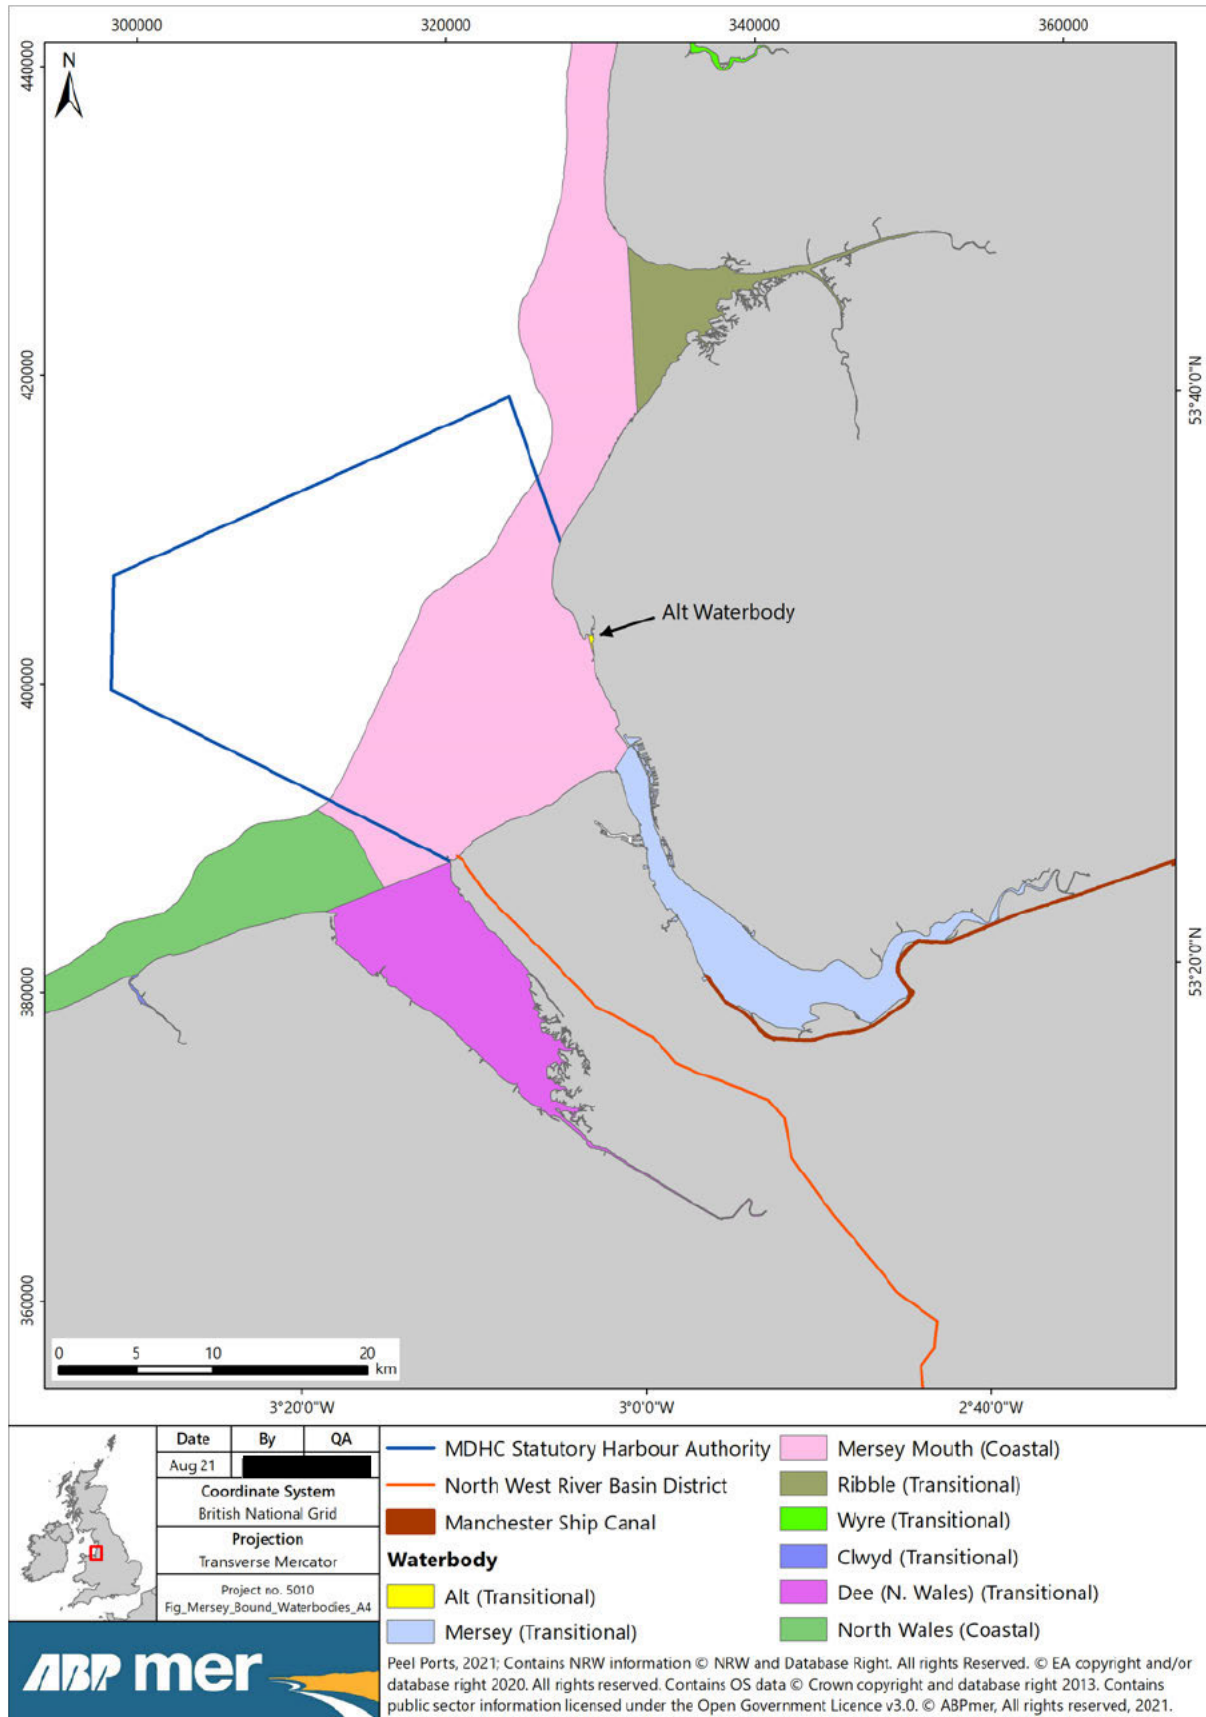 300000 320000 340000 360000
N
440000
420000
400000
380000
360000
53°40'0"N
53°20'0"N
Alt Waterbody
0 5 10 20
km
3°20'0"W 3°0'0"W 2°40'0"W
Date By QA
Aug 21
Coordinate System
British National Grid
Projection
Transverse Mercator
Project no. 5010
Fig_Mersey_Bound_Waterbodies_A4
ABP mer
MDHC Statutory Harbour Authority
North West River Basin District
Manchester Ship Canal
Waterbody
Alt (Transitional)
Mersey (Transitional)
Mersey Mouth (Coastal)
Ribble (Transitional)
Wyre (Transitional)
Clwyd (Transitional)
Dee (N. Wales) (Transitional)
North Wales (Coastal)
Peel Ports, 2021; Contains NRW information © NRW and Database Right. All rights Reserved. © EA copyright and/or
database right 2020. All rights reserved. Contains OS data © Crown copyright and database right 2013. Contains
public sector information licensed under the Open Government Licence v3.0. © ABPmer, All rights reserved, 2021.